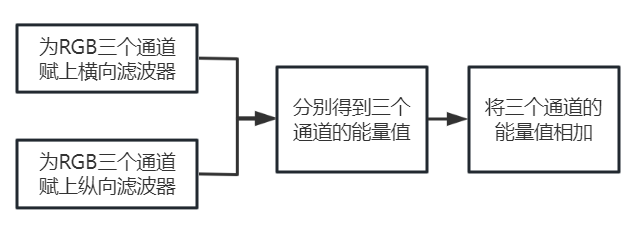 为RGB三个通道
赋上横向滤波器
为RGB三个通道
赋上纵向滤波器
分别得到三个
通道的能量值
将三个通道的
能量值相加